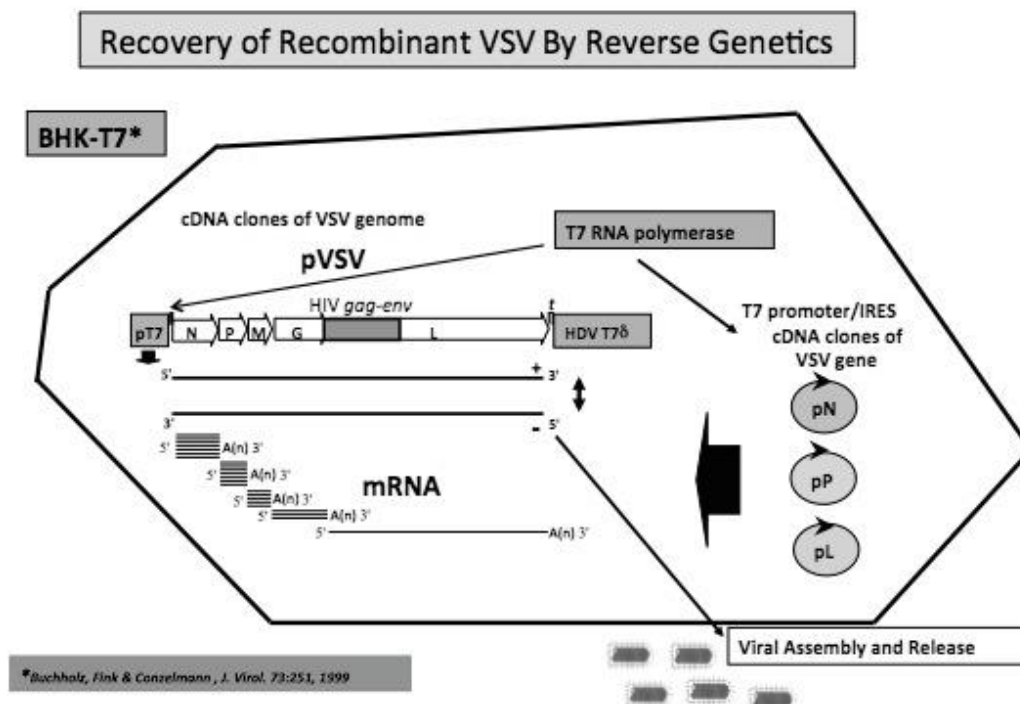 Recovery of Recombinant VSV By Reverse Genetics
BHK-T7*
cDNA clones of VSV genome
pVSV
T7 RNA polymerase
HIV gag-env
t
pT7
N
P
M
G
L
HDV T7δ
T7 promoter/IRES
cDNA clones of
VSV gene
5'
+
3'
3'
-
5'
pN
5'
A(n) 3'
5'
A(n) 3'
mRNA
pP
5'
A(n) 3'
5'
A(n) 3'
5'
A(n) 3'
pL
Viral Assembly and Release
*Buchholz, Fink & Conzelmann , J. Virol. 73:251, 1999